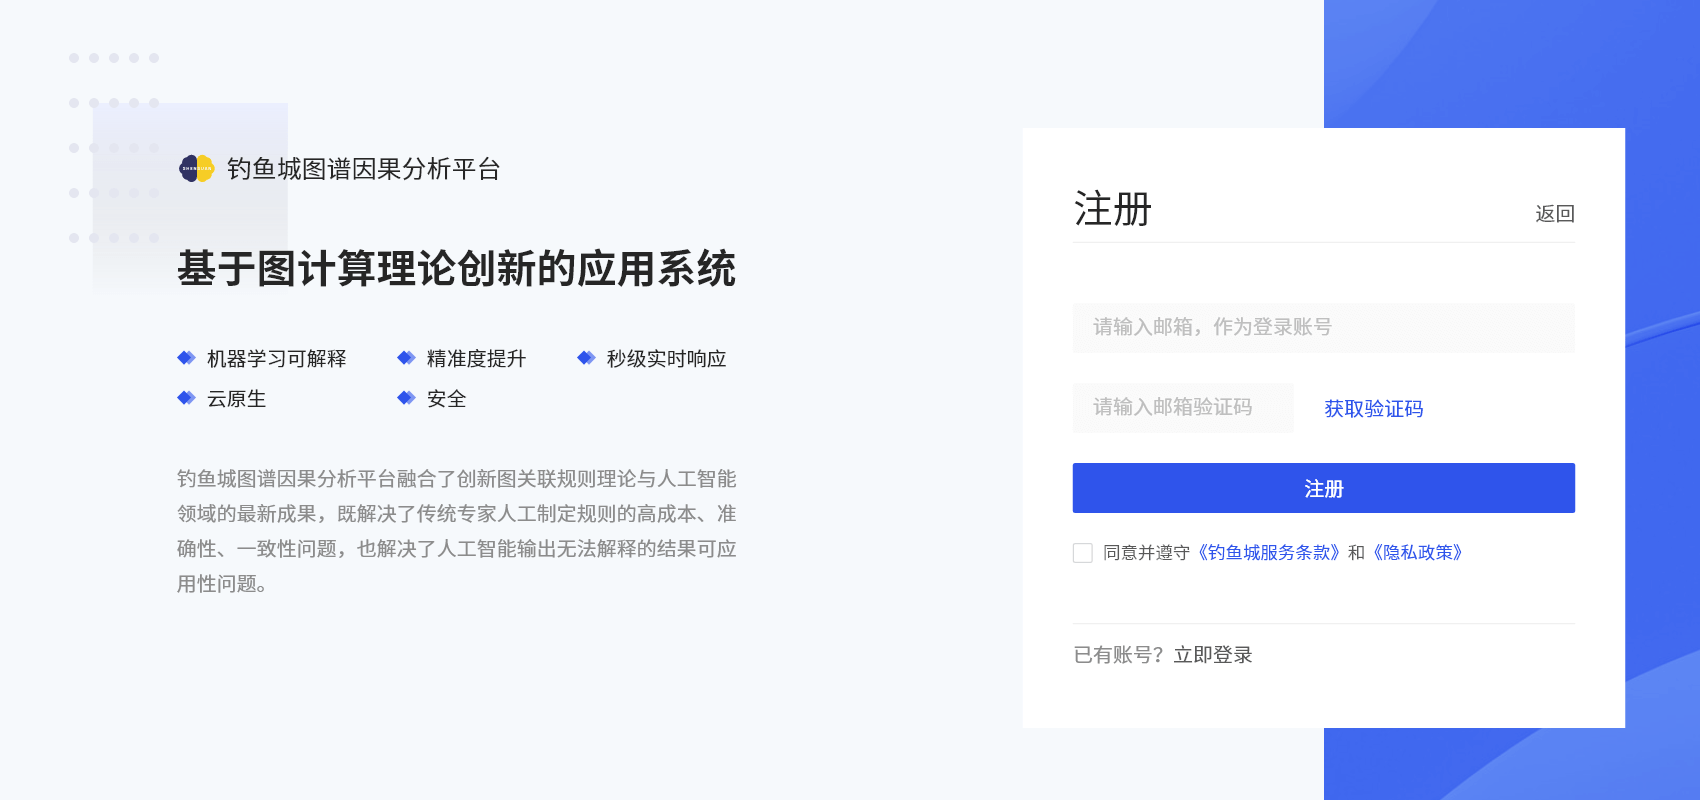 钓鱼城图谱因果分析平台
基于图计算理论创新的应用系统
机器学习可解释
精准度提升
秒级实时响应
云原生
安全
钓鱼城图谱因果分析平台融合了创新图关联规则理论与人工智能
领域的最新成果，既解决了传统专家人工制定规则的高成本、准
确性、一致性问题，也解决了人工智能输出无法解释的结果可应
用性问题。
注册
返回
请输入邮箱，作为登录账号
请输入邮箱验证码
获取验证码
注册
同意并遵守《钓鱼城服务条款》和《隐私政策》
已有账号？立即登录